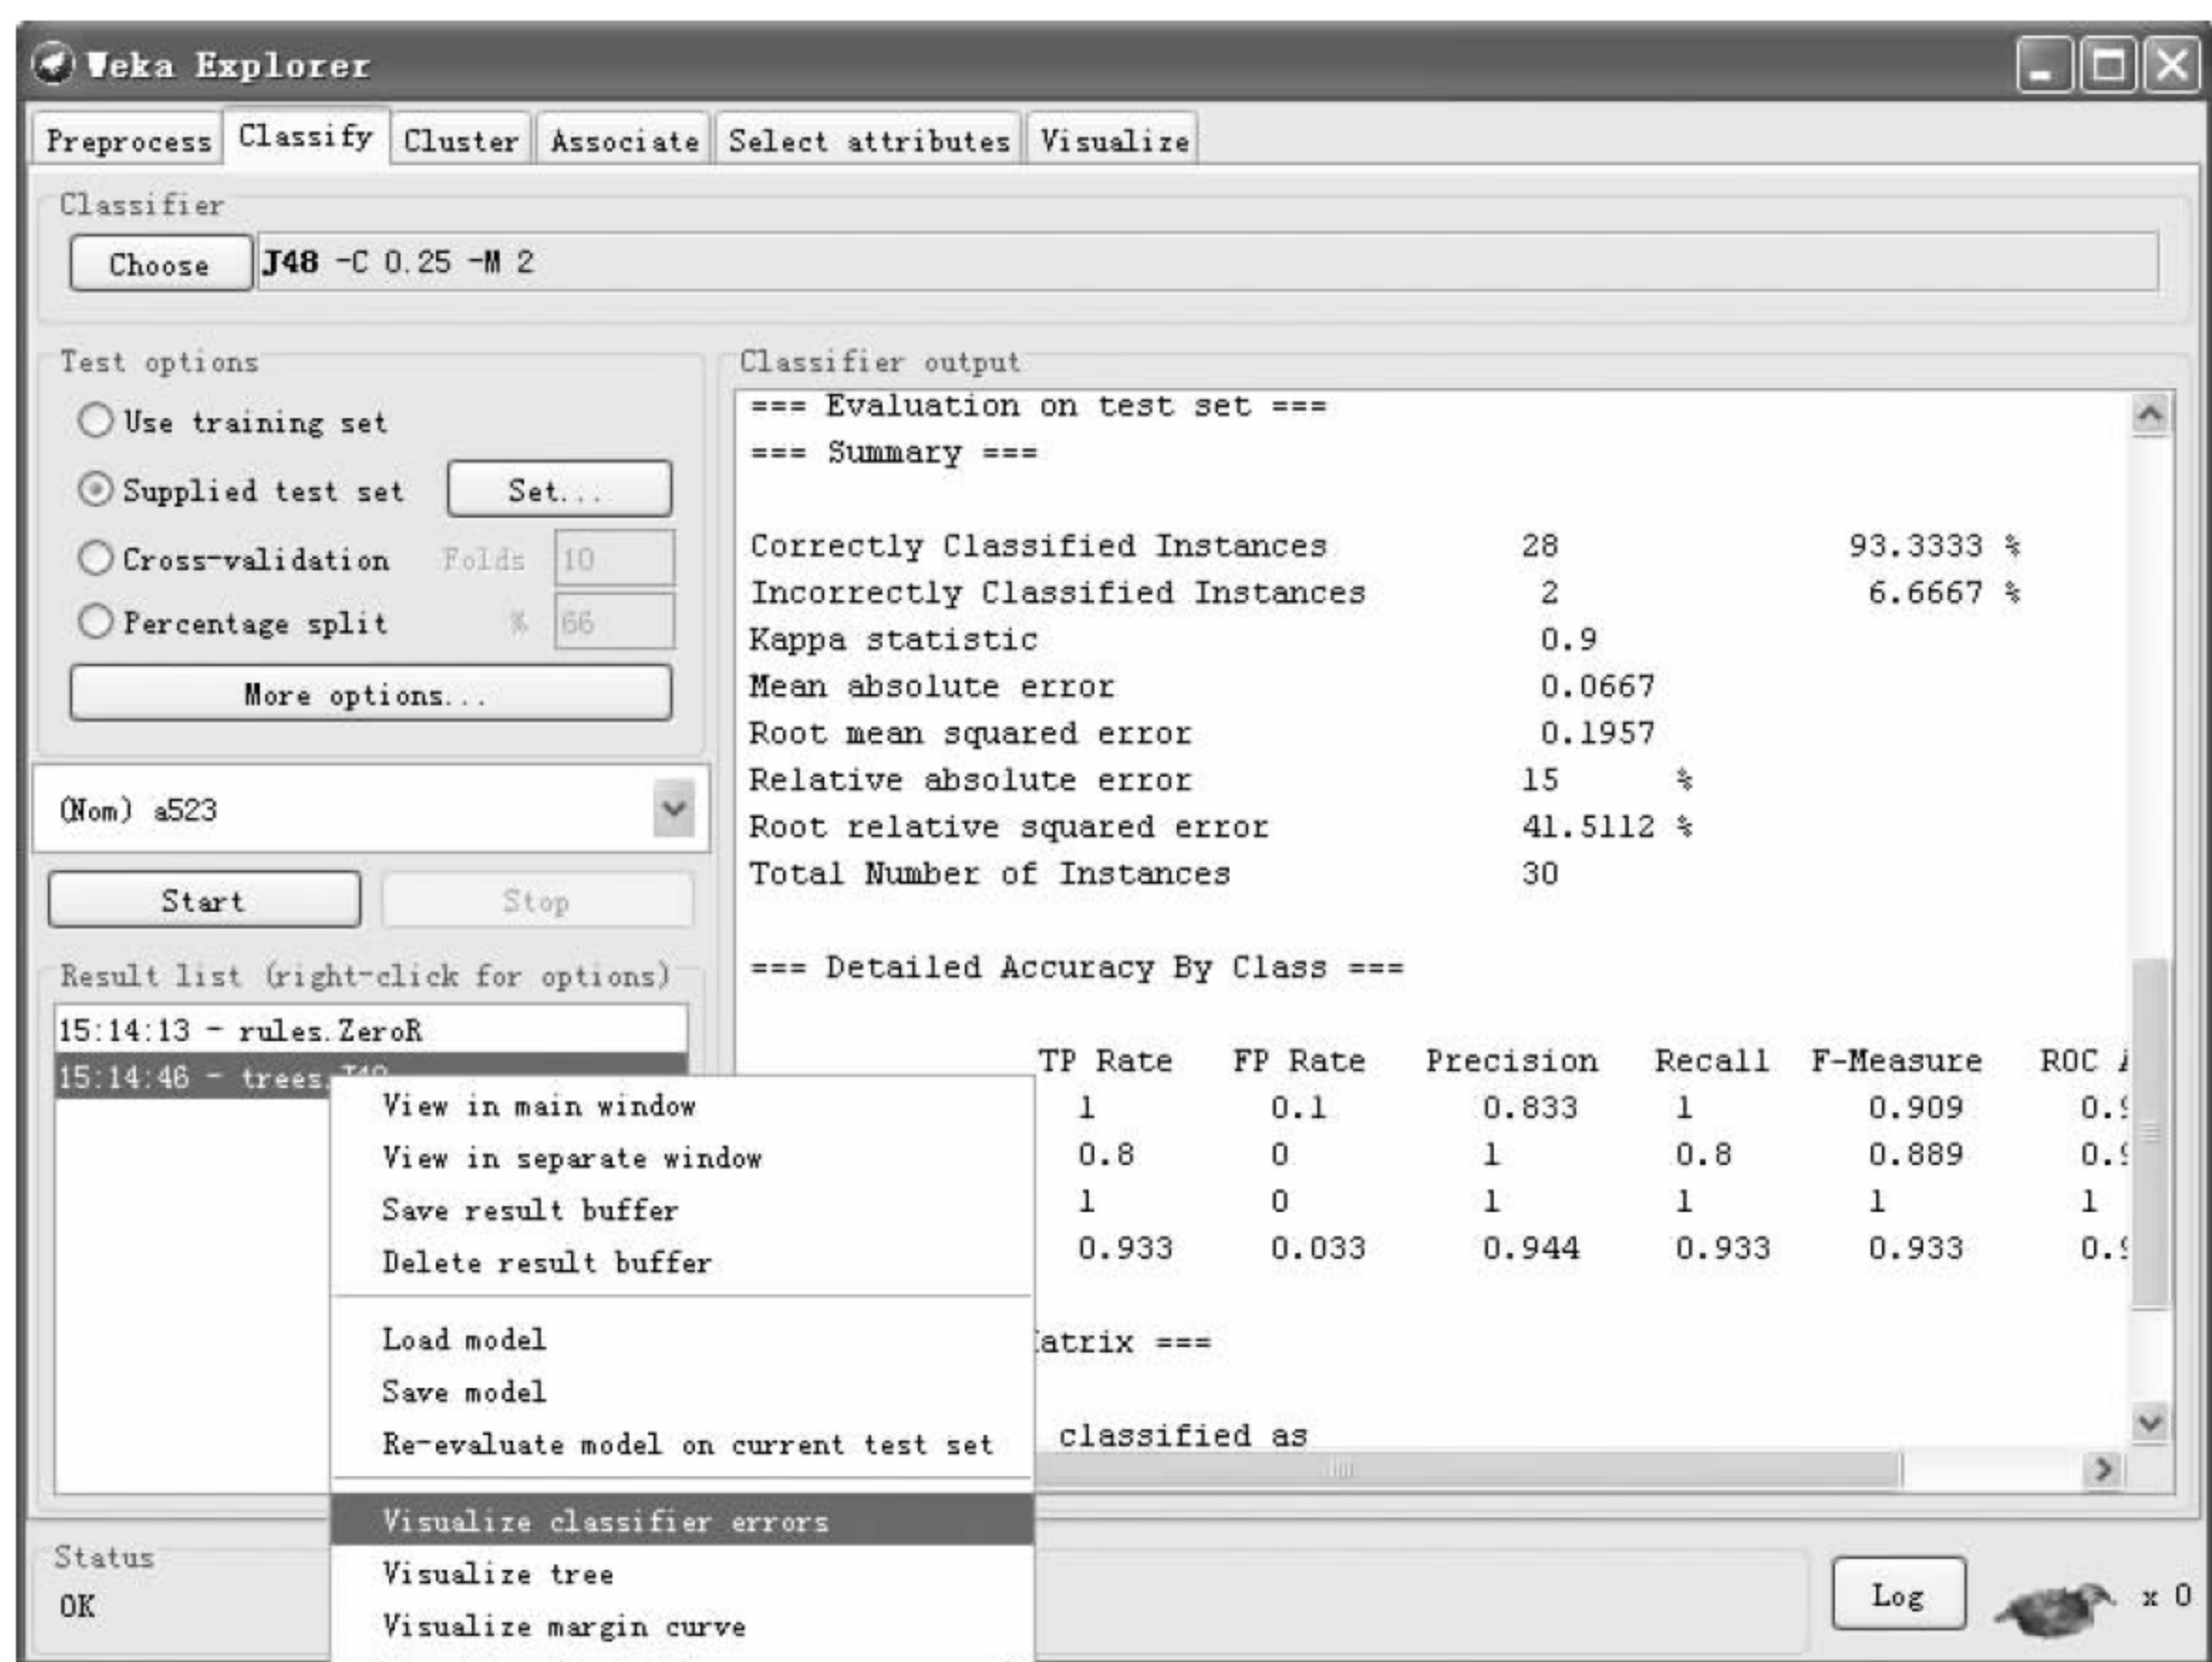 Weka Explorer
Preprocess Classify Cluster Associate Select attributes Visualize
Classifier
Choose J48 -C 0.25 -M 2
Test options
Use training set
Supplied test set Set...
Cross-validation Folds 10
Percentage split % 66
More options...
(Nom) a523
Start Stop
Result list (right-click for options)
15:14:13 - rules.ZeroR
15:14:46 - trees.J48
View in main window
View in separate window
Save result buffer
Delete result buffer
Load model
Save model
Re-evaluate model on current test set
Visualize classifier errors
Visualize tree
Visualize margin curve
Classifier output
=== Evaluation on test set ===
=== Summary ===
Correctly Classified Instances 28 93.3333 %
Incorrectly Classified Instances 2 6.6667 %
Kappa statistic 0.9
Mean absolute error 0.0667
Root mean squared error 0.1957
Relative absolute error 15 %
Root relative squared error 41.5112 %
Total Number of Instances 30
=== Detailed Accuracy By Class ===
TP Rate FP Rate Precision Recall F-Measure ROC
1 0.1 0.833 1 0.909
0.8 0 1 0.8 0.889
1 0 1 1 1 1
0.933 0.033 0.944 0.933 0.933
atrix ===
classified as
Status
OK
Log x 0